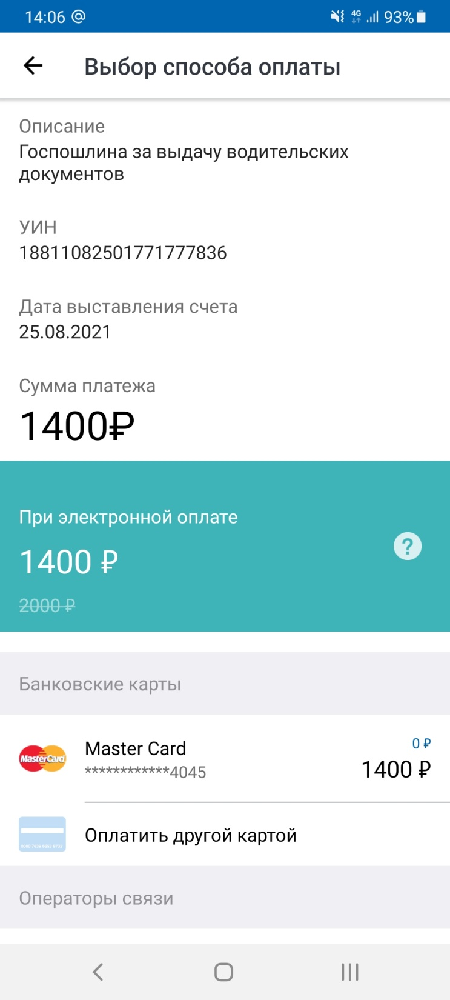 14:06 @ 4G 93%
Выбор способа оплаты
Описание
Госпошлина за выдачу водительских
документов
УИН
18811082501771777836
Дата выставления счета
25.08.2021
Сумма платежа
1400₽
При электронной оплате
1400 ₽
?
2000 ₽
Банковские карты
MasterCard
Master Card
0 ₽
************4045
1400 ₽
Оплатить другой картой
Операторы связи